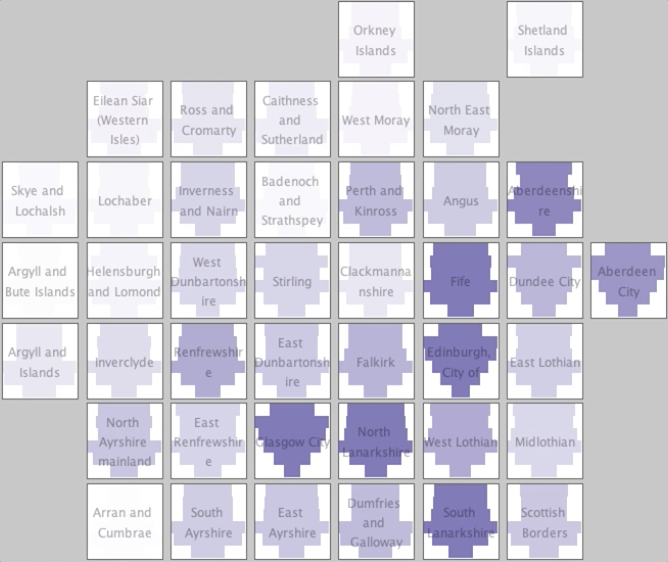 Orkney
Islands
Shetland
Islands
Eilean Siar
(Western
Isles)
Ross and
Cromarty
Caithness
and
Sutherland
West Moray
North East
Moray
Skye and
Lochalsh
Lochaber
Inverness
and Nairn
Badenoch
and
Strathspey
Perth and
Kinross
Angus
Aberdeenshi
re
Argyll and
Bute Islands
Helensburgh
and Lomond
West
Dunbartonsh
ire
Stirling
Clackmanna
nshire
Fife
Dundee City
Aberdeen
City
Argyll and
Islands
Inverclyde
Renfrewshir
e
East
Dunbartonsh
ire
Falkirk
Edinburgh,
City of
East Lothian
North
Ayrshire
mainland
East
Renfrewshir
e
Glasgow City
North
Lanarkshire
West Lothian
Midlothian
Arran and
Cumbrae
South
Ayrshire
East
Ayrshire
Dumfries
and
Galloway
South
Lanarkshire
Scottish
Borders